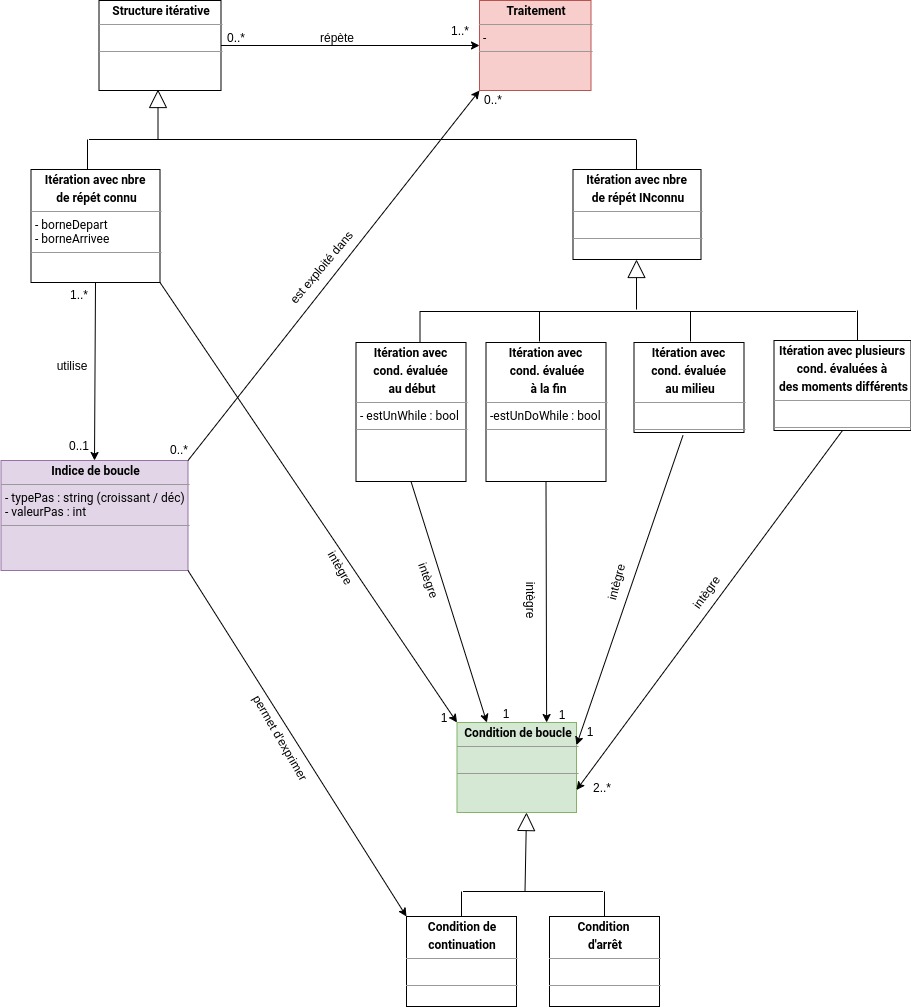 Structure itérative
Traitement
-
0..*
répète
1..*
0..*
Itération avec nbre
de répét connu
- borneDepart
- borneArrivee
Itération avec nbre
de répét INconnu
est exploité dans
1..*
utilise
0..1
0..*
Itération avec
cond. évaluée
au début
- estUnWhile : bool
Itération avec
cond. évaluée
à la fin
-estUnDoWhile : bool
Itération avec
cond. évaluée
au milieu
Itération avec plusieurs
cond. évaluées à
des moments différents
Indice de boucle
- typePas : string (croissant / déc)
- valeurPas : int
intègre
intègre
intègre
intègre
intègre
permet d'exprimer
1
1
1
1
2..*
Condition de boucle
Condition de
continuation
Condition
d'arrêt